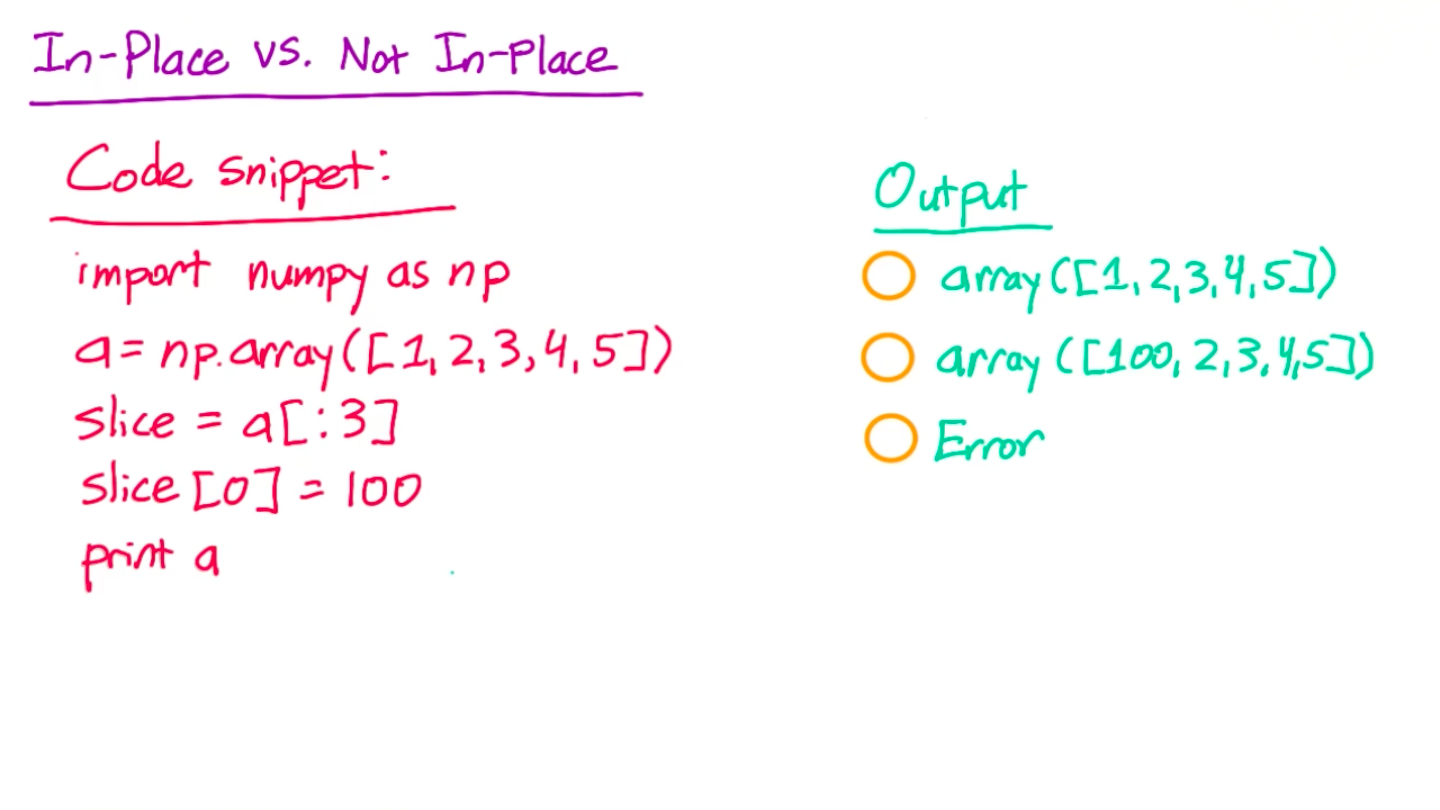 In-Place vs. Not In-Place
Code snippet:
import numpy as np
a = np.array([1, 2, 3, 4, 5])
slice = a[:3]
slice[0] = 100
print a
Output
array([1, 2, 3, 4, 5])
array([100, 2, 3, 4, 5])
Error